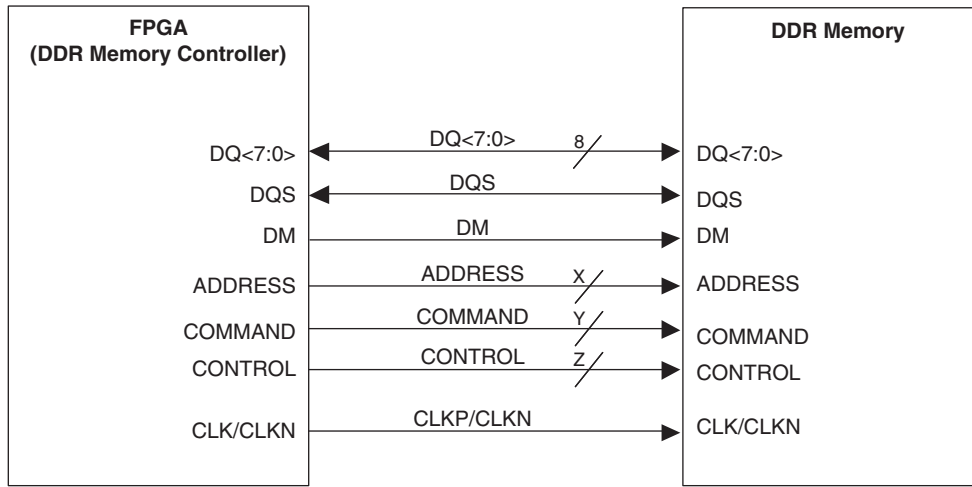 FPGA
(DDR Memory Controller)
DDR Memory
DQ<7:0> DQ<7:0> 8 DQ<7:0>
DQS DQS DQS
DM DM DM
ADDRESS ADDRESS X ADDRESS
COMMAND COMMAND Y COMMAND
CONTROL CONTROL Z CONTROL
CLK/CLKN CLKP/CLKN CLK/CLKN